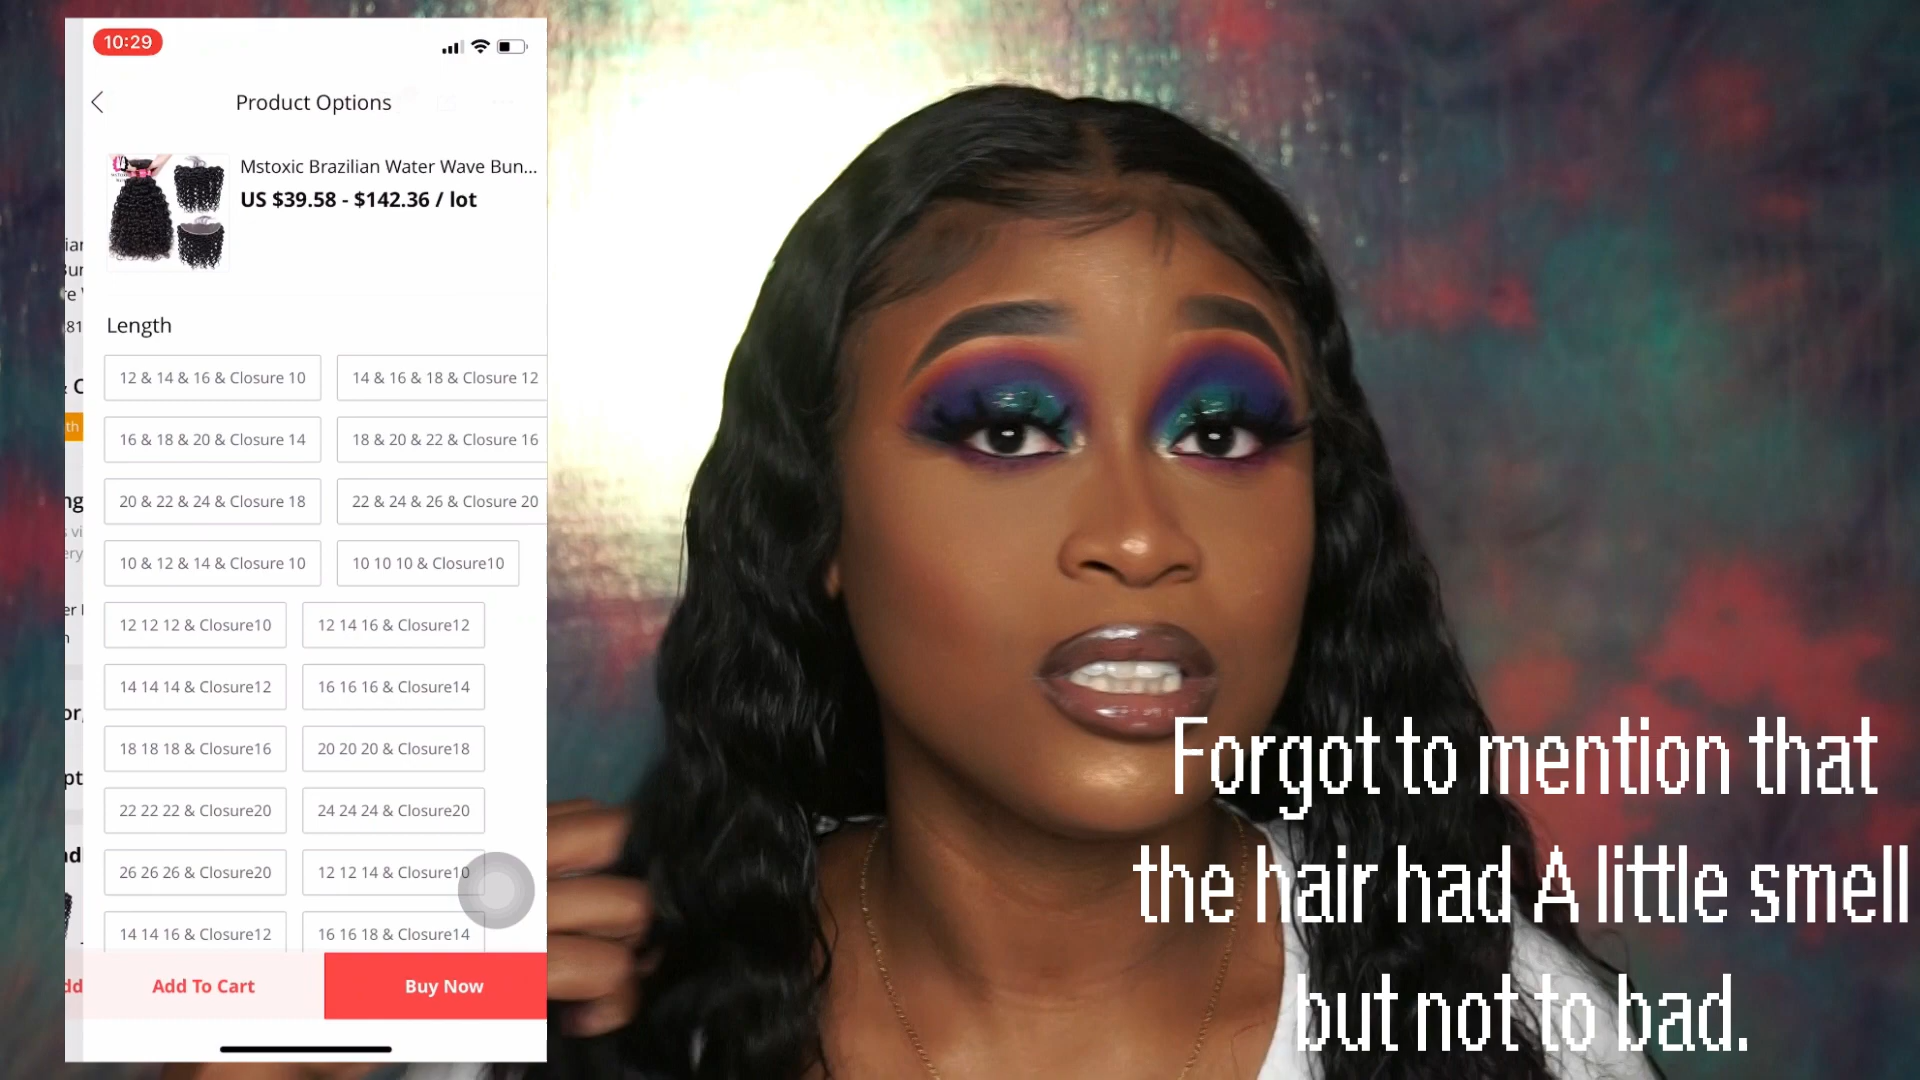 10:29
Product Options
Mstoxic Brazilian Water Wave Bun...
US $39.58 - $142.36 / lot
Length
12 & 14 & 16 & Closure 10
14 & 16 & 18 & Closure 12
16 & 18 & 20 & Closure 14
18 & 20 & 22 & Closure 16
20 & 22 & 24 & Closure 18
22 & 24 & 26 & Closure 20
10 & 12 & 14 & Closure 10
10 10 10 & Closure10
12 12 12 & Closure10
12 14 16 & Closure12
14 14 14 & Closure12
16 16 16 & Closure14
18 18 18 & Closure16
20 20 20 & Closure18
22 22 22 & Closure20
24 24 24 & Closure20
26 26 26 & Closure20
12 12 14 & Closure10
14 14 16 & Closure12
16 16 18 & Closure14
Add To Cart
Buy Now
Forgot to mention that
the hair had A little smell
but not to bad.